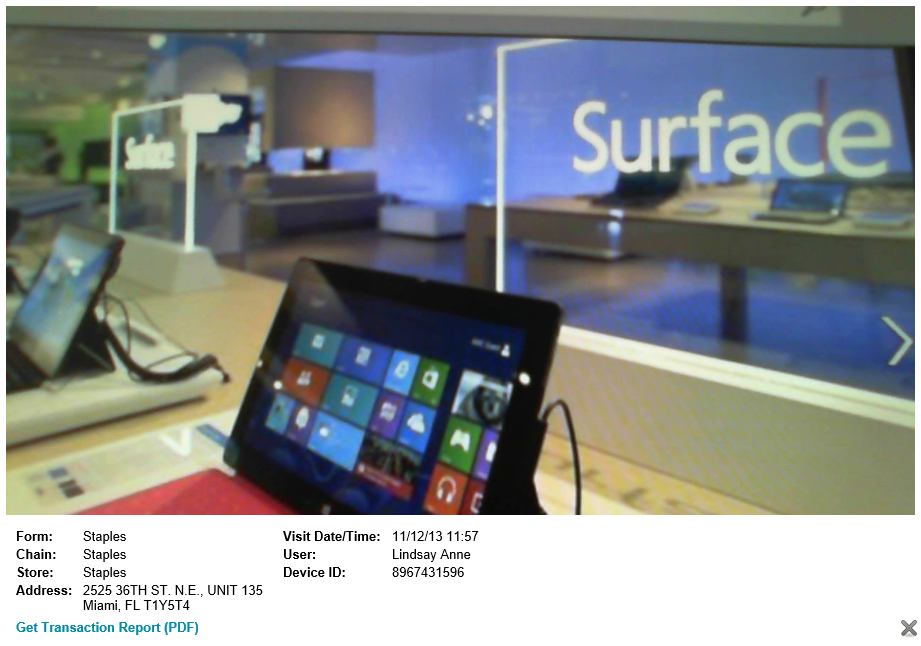 Surface
Surface
Form: Staples
Chain: Staples
Store: Staples
Address: 2525 36TH ST. N.E., UNIT 135
Miami, FL T1Y5T4
Visit Date/Time: 11/12/13 11:57
User: Lindsay Anne
Device ID: 8967431596
Get Transaction Report (PDF)